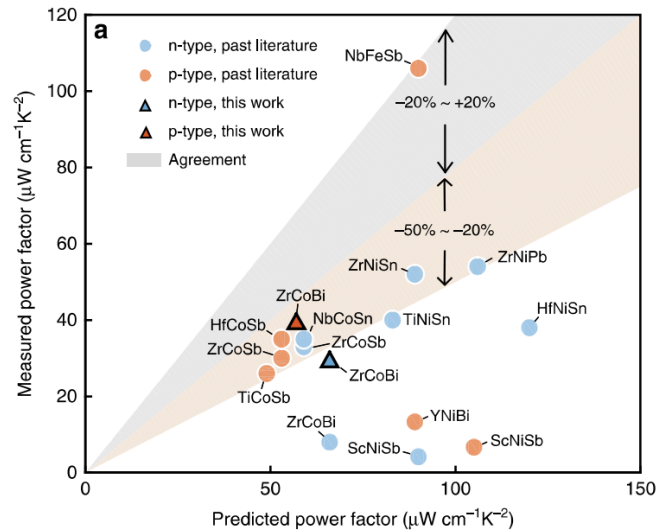 a
n-type, past literature
p-type, past literature
n-type, this work
p-type, this work
Agreement
NbFeSb
−20% ~ +20%
−50% ~ −20%
ZrNiSn
ZrNiPb
ZrCoBi
HfCoSb
NbCoSn
TiNiSn
HfNiSn
ZrCoSb
ZrCoSb
ZrCoBi
TiCoSb
ZrCoBi
YNiBi
ScNiSb
ScNiSb
120
100
80
60
40
20
0
0
50
100
150
Measured power factor (μW cm⁻¹K⁻²)
Predicted power factor (μW cm⁻¹K⁻²)